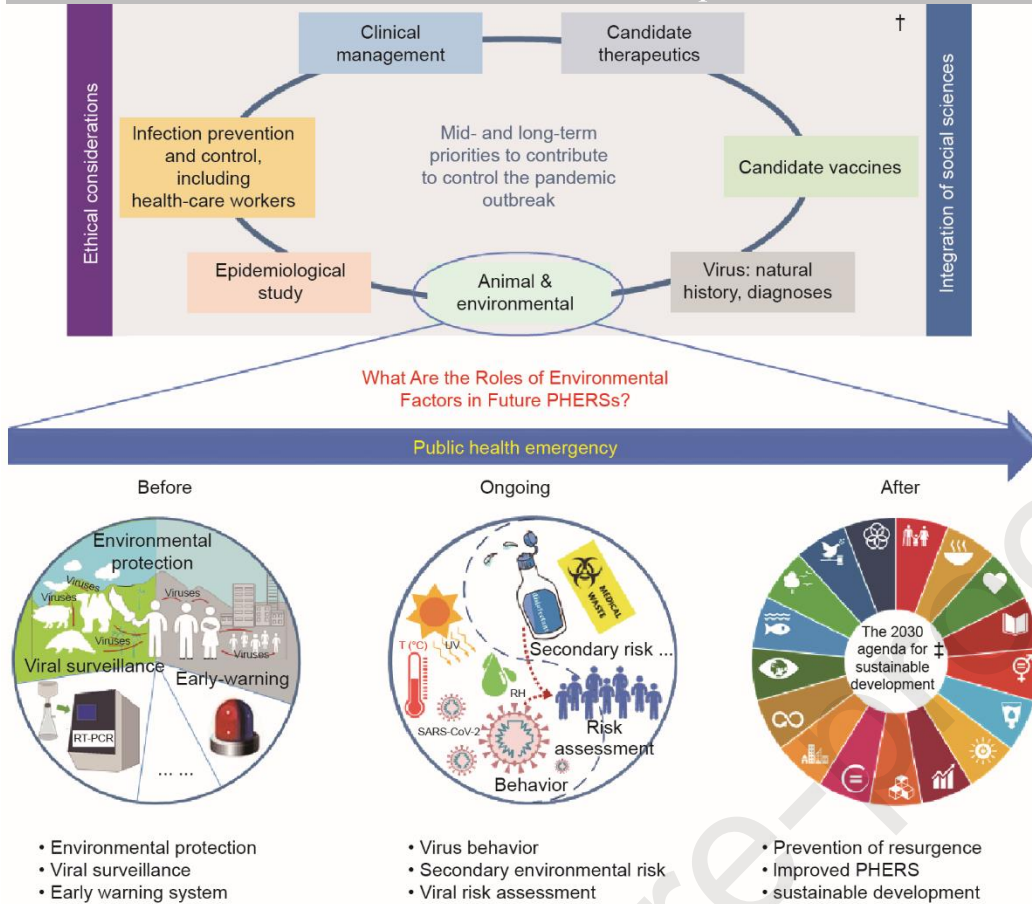 Clinical
management
Candidate
therapeutics
†
Ethical considerations
Integration of social sciences
Infection prevention
and control,
including
health-care workers
Mid- and long-term
priorities to contribute
to control the pandemic
outbreak
Candidate vaccines
Epidemiological
study
Animal &
environmental
Virus: natural
history, diagnoses
What Are the Roles of Environmental
Factors in Future PHERSs?
Public health emergency
Before
Ongoing
After
Environmental
protection
Viruses
Viruses
Viruses
Viruses
Viruses
Viral surveillance
Early-warning
RT-PCR
... ...
disinfectant
MEDICAL
WASTE
T (°C)
UV
Secondary risk ...
RH
SARS-CoV-2
Risk
assessment
Behavior
The 2030
agenda for ‡
sustainable
development
• Environmental protection
• Viral surveillance
• Early warning system
• Virus behavior
• Secondary environmental risk
• Viral risk assessment
• Prevention of resurgence
• Improved PHERS
• sustainable development